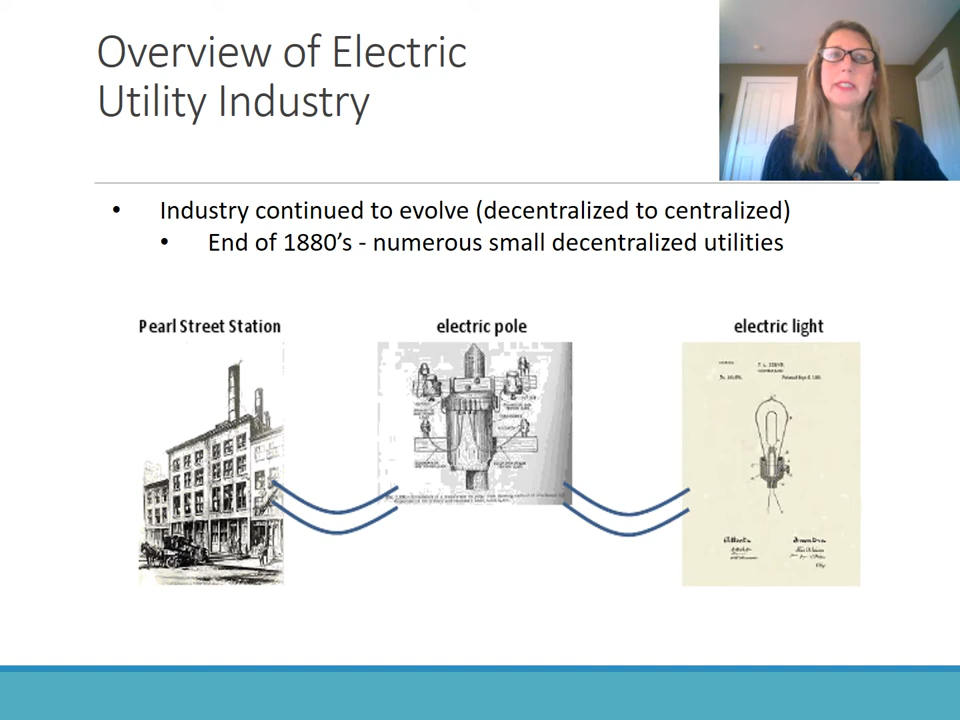 Overview of Electric
Utility Industry
• Industry continued to evolve (decentralized to centralized)
• End of 1880’s - numerous small decentralized utilities
Pearl Street Station
electric pole
electric light